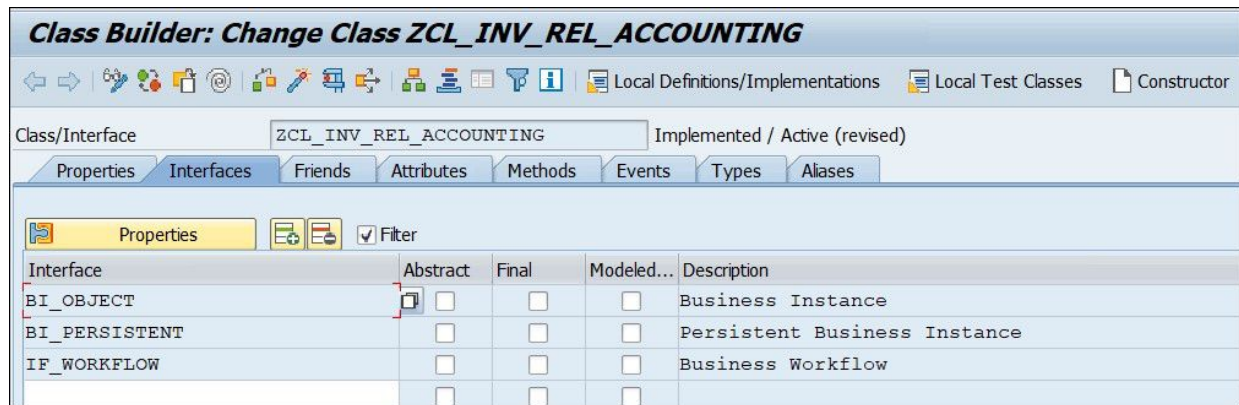 Class Builder: Change Class ZCL_INV_REL_ACCOUNTING
Local Definitions/Implementations Local Test Classes Constructor
Class/Interface ZCL_INV_REL_ACCOUNTING Implemented / Active (revised)
Properties Interfaces Friends Attributes Methods Events Types Aliases
Properties Filter
Interface Abstract Final Modeled... Description
BI_OBJECT Business Instance
BI_PERSISTENT Persistent Business Instance
IF_WORKFLOW Business Workflow